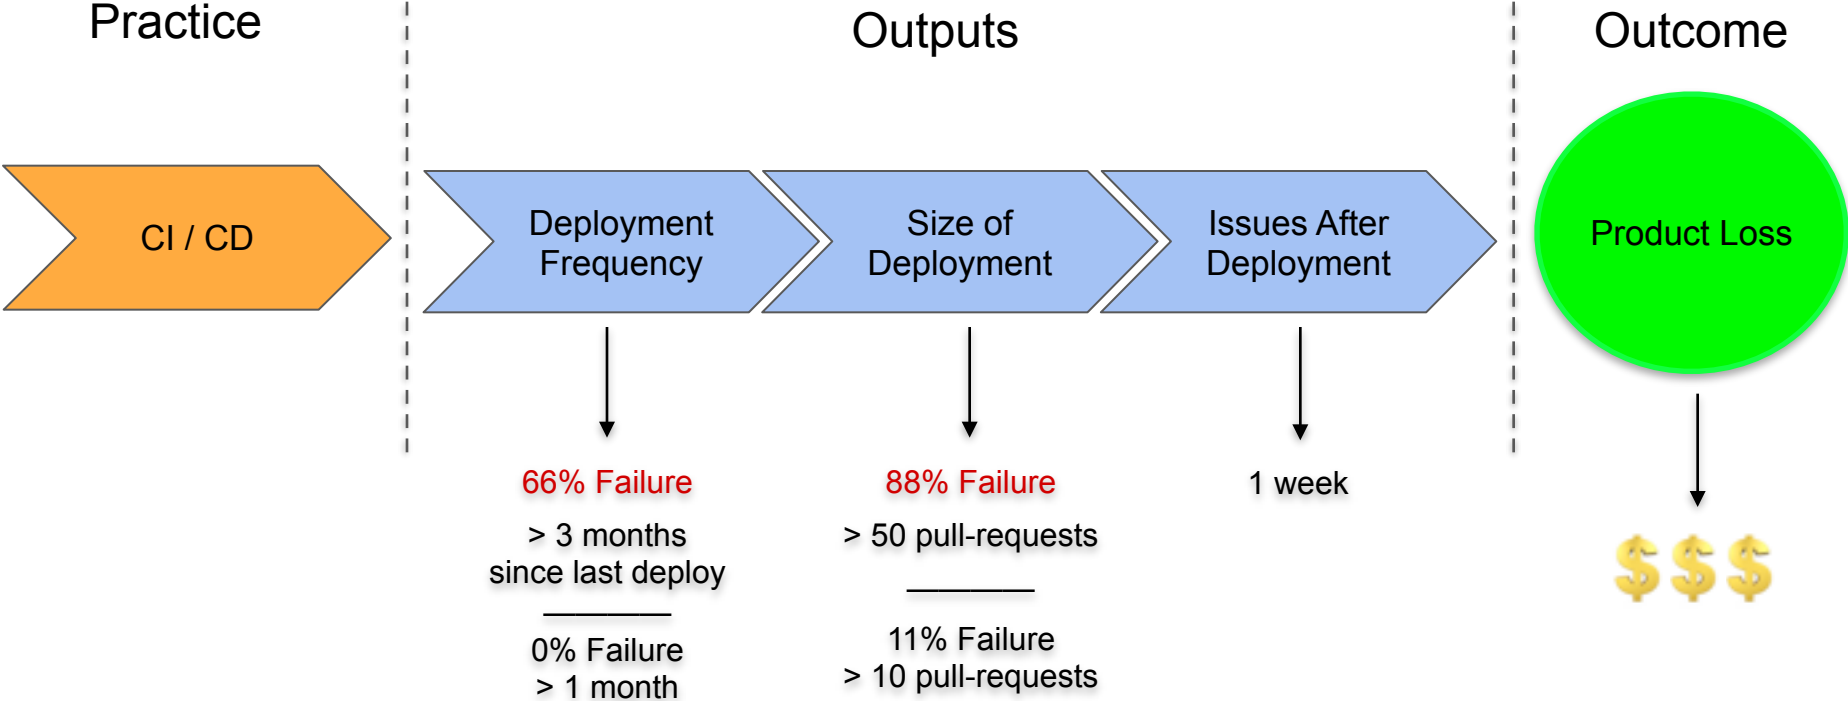 Practice
Outputs
Outcome
CI / CD
Deployment
Frequency
Size of
Deployment
Issues After
Deployment
Product Loss
66% Failure
> 3 months
since last deploy
0% Failure
> 1 month
88% Failure
> 50 pull-requests
11% Failure
> 10 pull-requests
1 week
$$$